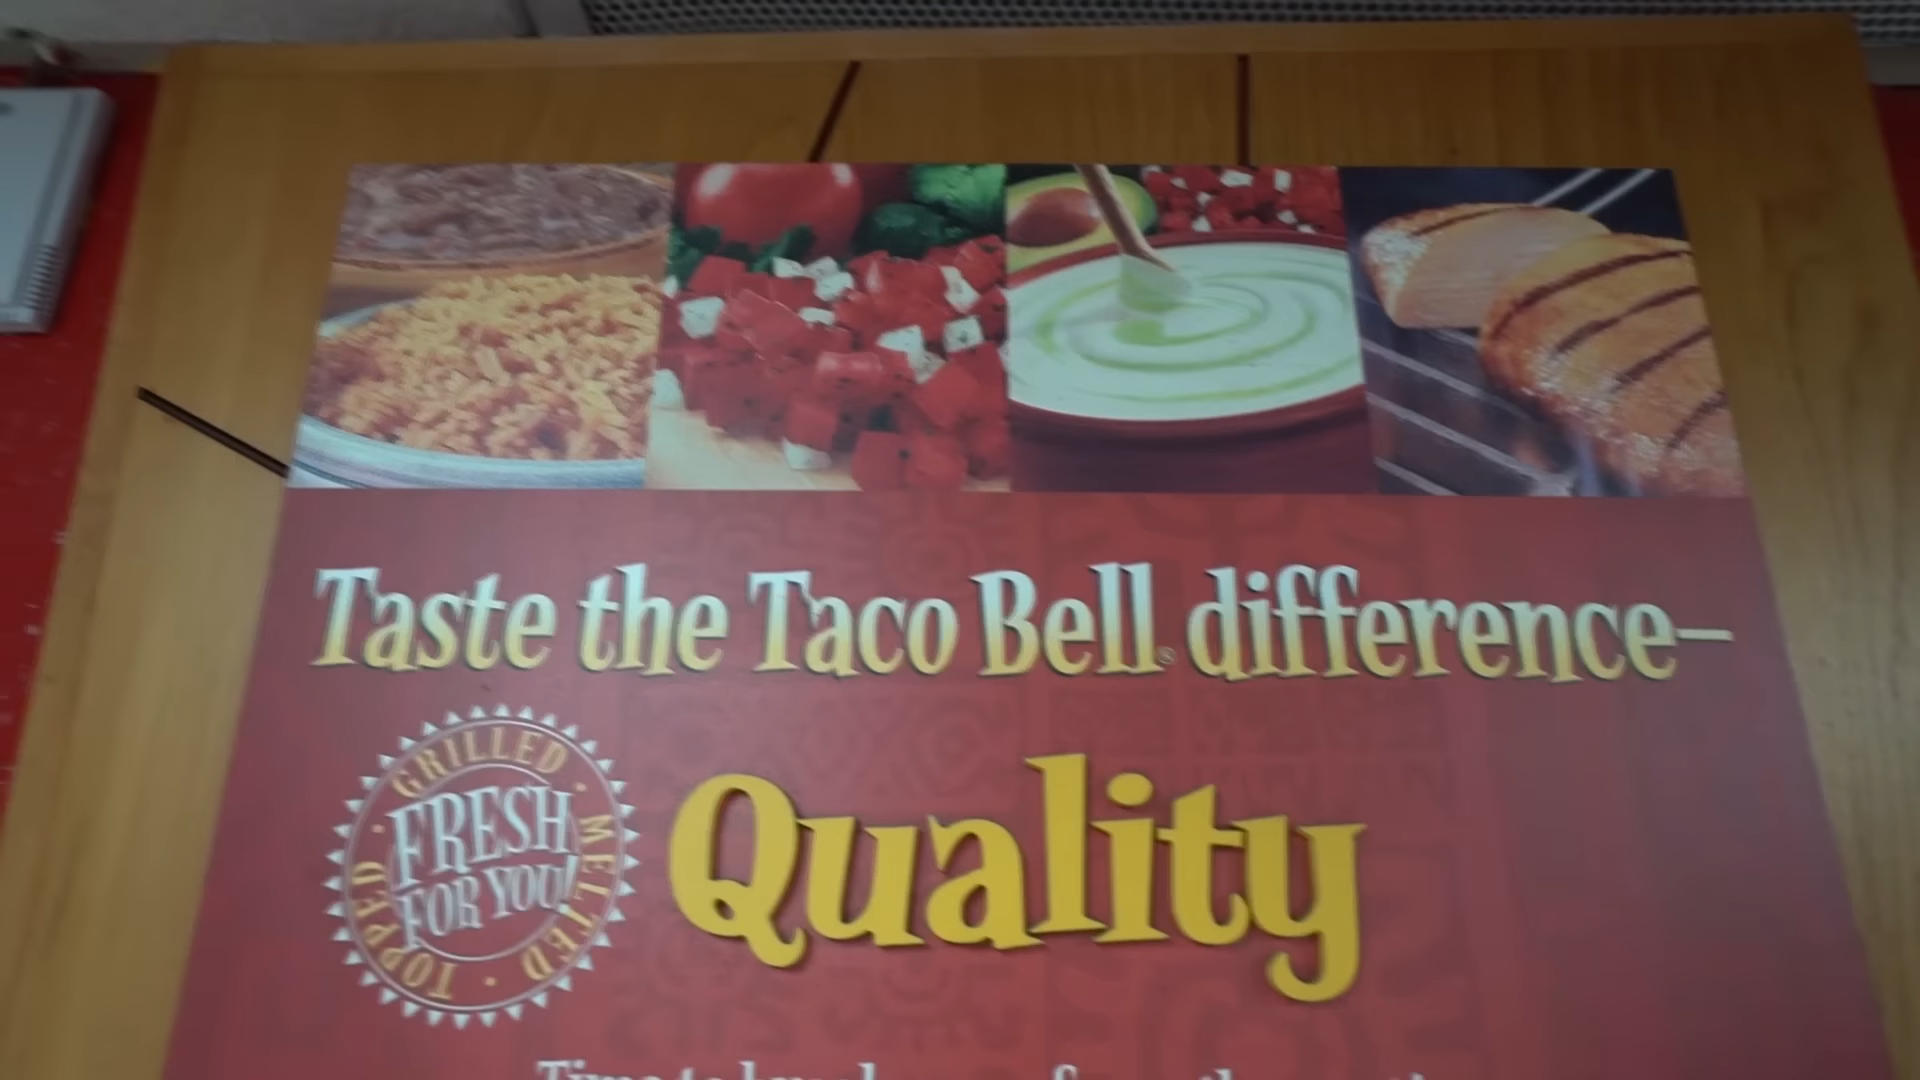 Taste the Taco Bell® difference–
GRILLED · MELTED · TOPPED ·
FRESH
FOR YOU!
Quality